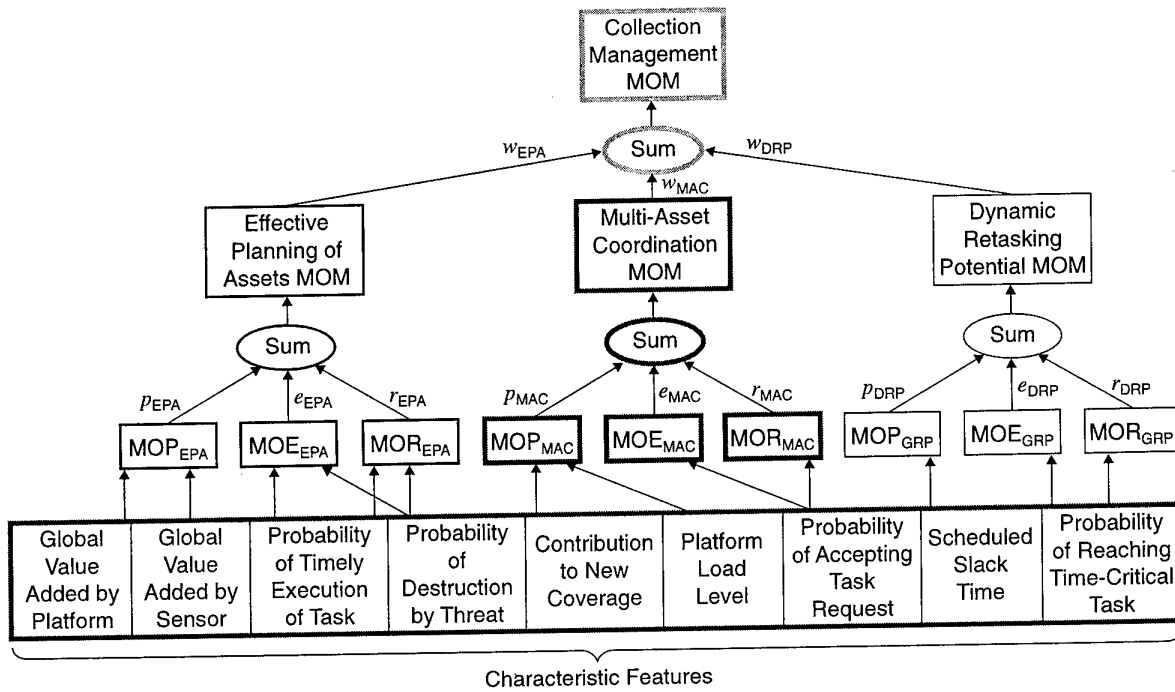 Collection
Management
MOM
Sum
w_EPA
w_DRP
w_MAC
Effective
Planning of
Assets MOM
Multi-Asset
Coordination
MOM
Dynamic
Retasking
Potential MOM
Sum
Sum
Sum
p_EPA
e_EPA
r_EPA
p_MAC
e_MAC
r_MAC
p_DRP
e_DRP
r_DRP
MOP_EPA
MOE_EPA
MOR_EPA
MOP_MAC
MOE_MAC
MOR_MAC
MOP_GRP
MOE_GRP
MOR_GRP
Global
Value
Added by
Platform
Global
Value
Added by
Sensor
Probability
of Timely
Execution
of Task
Probability
of
Destruction
by Threat
Contribution
to New
Coverage
Platform
Load
Level
Probability
of Accepting
Task
Request
Scheduled
Slack
Time
Probability
of Reaching
Time-Critical
Task
Characteristic Features